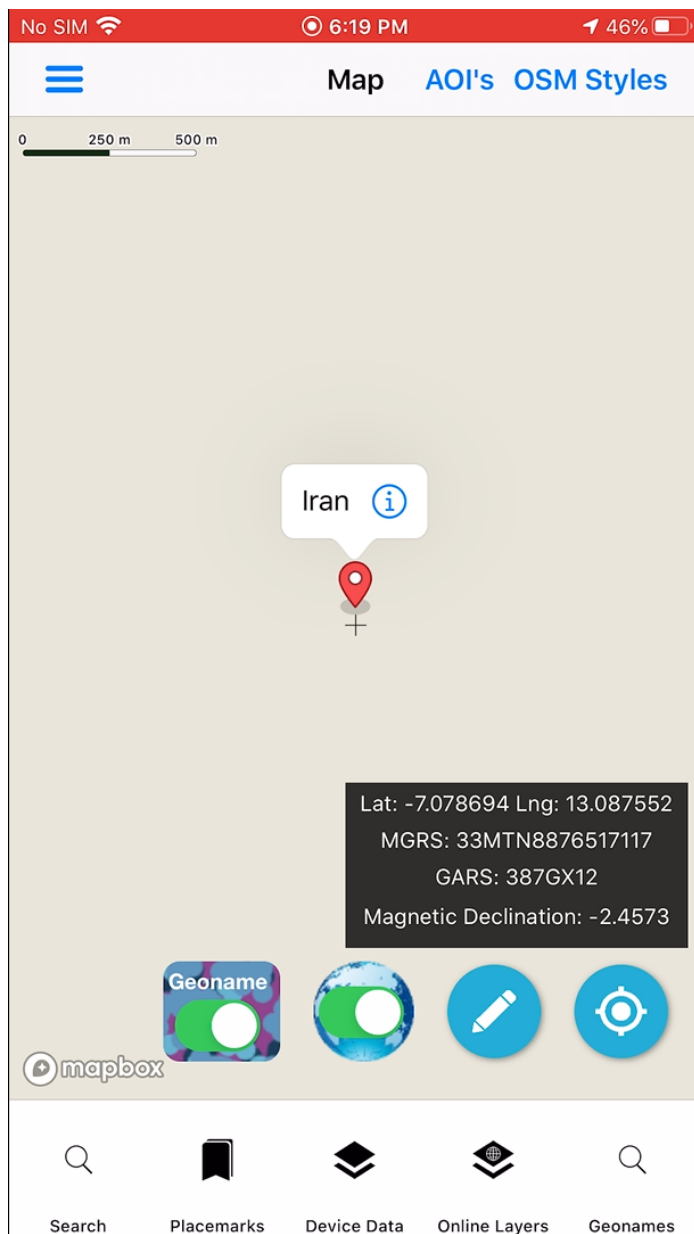 No SIM 6:19 PM 46%
Map AOI's OSM Styles
0 250 m 500 m
Iran
Lat: -7.078694 Lng: 13.087552
MGRS: 33MTN8876517117
GARS: 387GX12
Magnetic Declination: -2.4573
Geoname
mapbox
Search Placemarks Device Data Online Layers Geonames